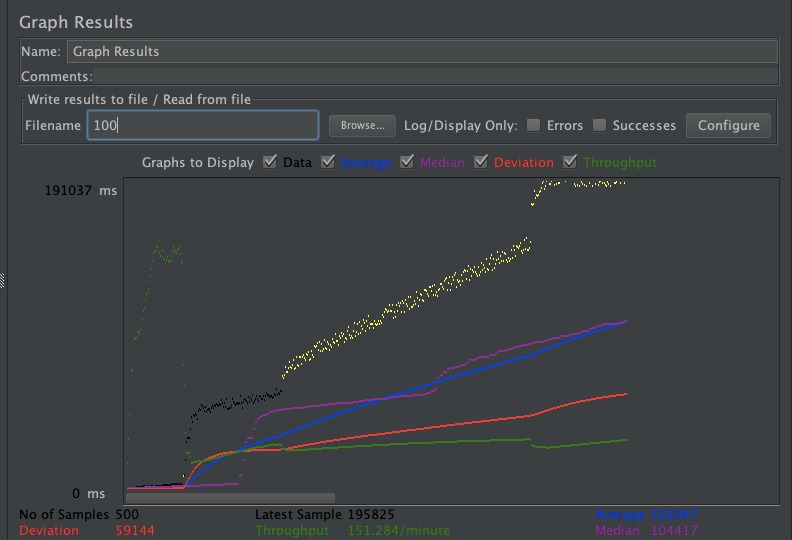 Graph Results
Name: Graph Results
Comments:
Write results to file / Read from file
Filename 100 Browse... Log/Display Only: Errors Successes Configure
Graphs to Display Data Average Median Deviation Throughput
191037 ms
0 ms
No of Samples 500 Latest Sample 195825 Average
Deviation 59144 Throughput 151.284/minute Median 104417